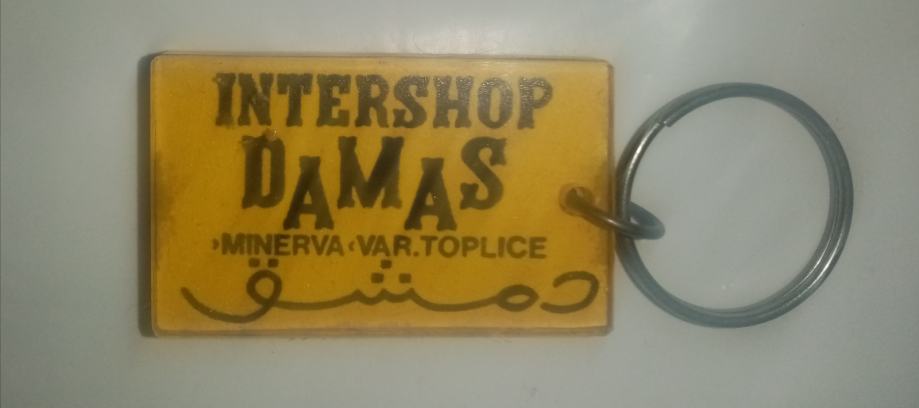 INTERSHOP
DAMAS
›MINERVA‹VAR.TOPLICE
دمشق